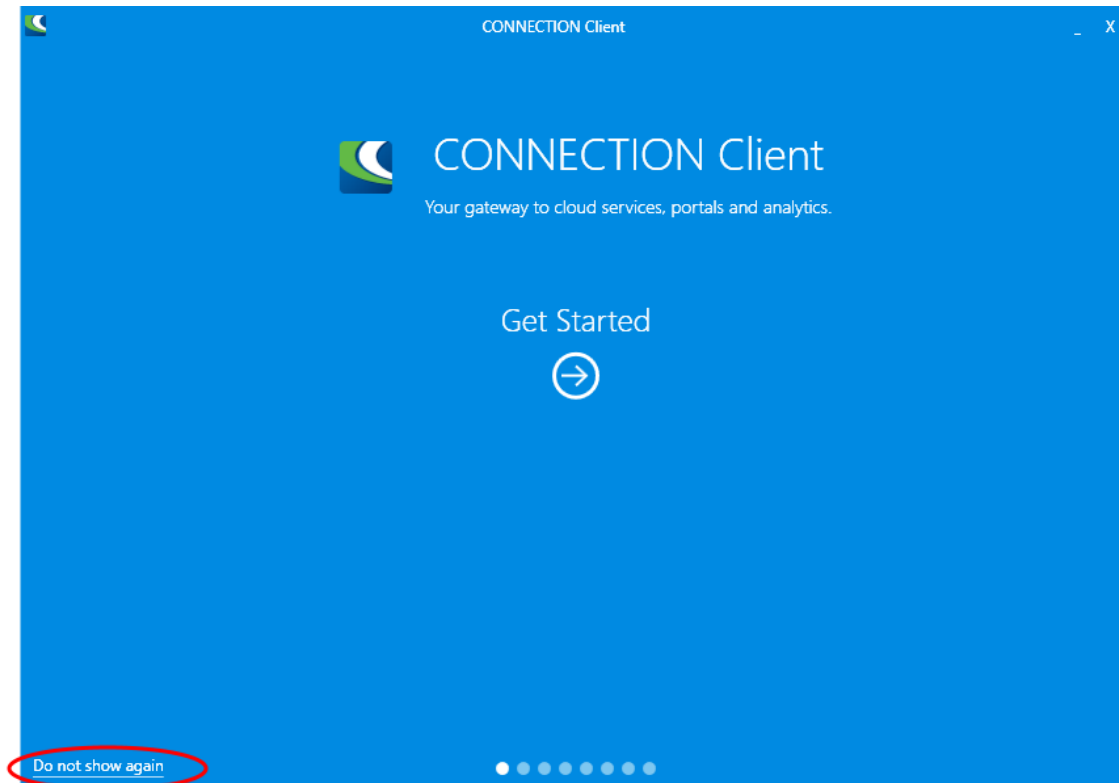 CONNECTION Client
_ X
CONNECTION Client
Your gateway to cloud services, portals and analytics.
Get Started
Do not show again